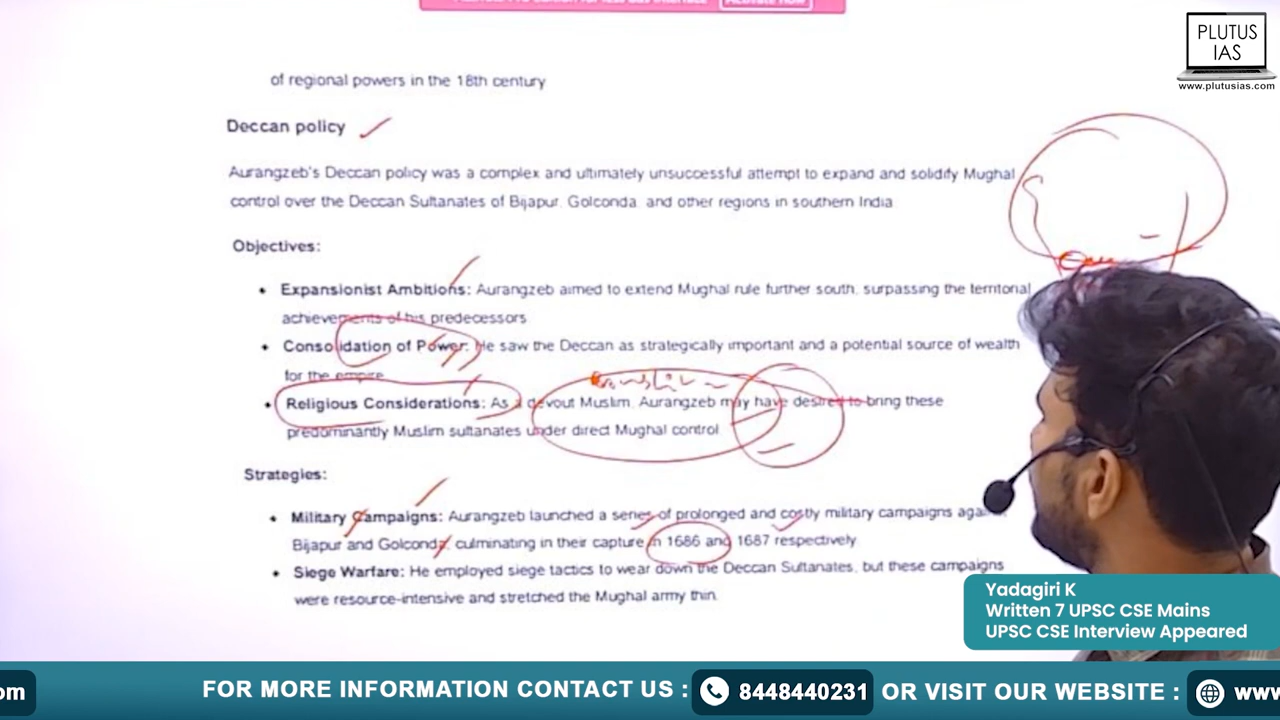 PLUTUS
IAS
www.plutusias.com
of regional powers in the 18th century
Deccan policy
Aurangzeb's Deccan policy was a complex and ultimately unsuccessful attempt to expand and solidify Mughal
control over the Deccan Sultanates of Bijapur, Golconda, and other regions in southern India
Objectives:
• Expansionist Ambitions: Aurangzeb aimed to extend Mughal rule further south, surpassing the territorial
achievements of his predecessors
• Consolidation of Power: He saw the Deccan as strategically important and a potential source of wealth
for the empire
• Religious Considerations: As a devout Muslim, Aurangzeb may have desired to bring these
predominantly Muslim sultanates under direct Mughal control
Strategies:
• Military Campaigns: Aurangzeb launched a series of prolonged and costly military campaigns
Bijapur and Golconda, culminating in their capture in 1686 and 1687 respectively
• Siege Warfare: He employed siege tactics to wear down the Deccan Sultanates, but these campaigns
were resource-intensive and stretched the Mughal army thin.
Yadagiri K
Written 7 UPSC CSE Mains
UPSC CSE Interview Appeared
om FOR MORE INFORMATION CONTACT US : 8448440231 OR VISIT OUR WEBSITE : www